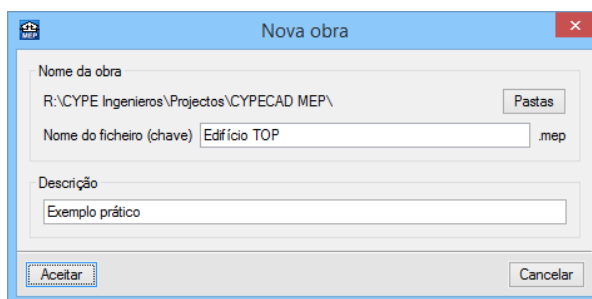 MEP
Nova obra
Nome da obra
R:\CYPE Ingenieros\Projectos\CYPECAD MEP\ Pastas
Nome do ficheiro (chave) Edifício TOP .mep
Descrição
Exemplo prático
Aceitar Cancelar